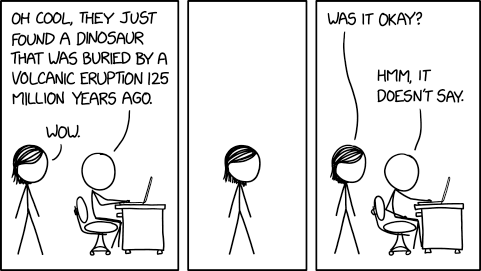 OH COOL, THEY JUST
FOUND A DINOSAUR
THAT WAS BURIED BY A
VOLCANIC ERUPTION 125
MILLION YEARS AGO.
WOW.
WAS IT OKAY?
HMM, IT
DOESN'T SAY.